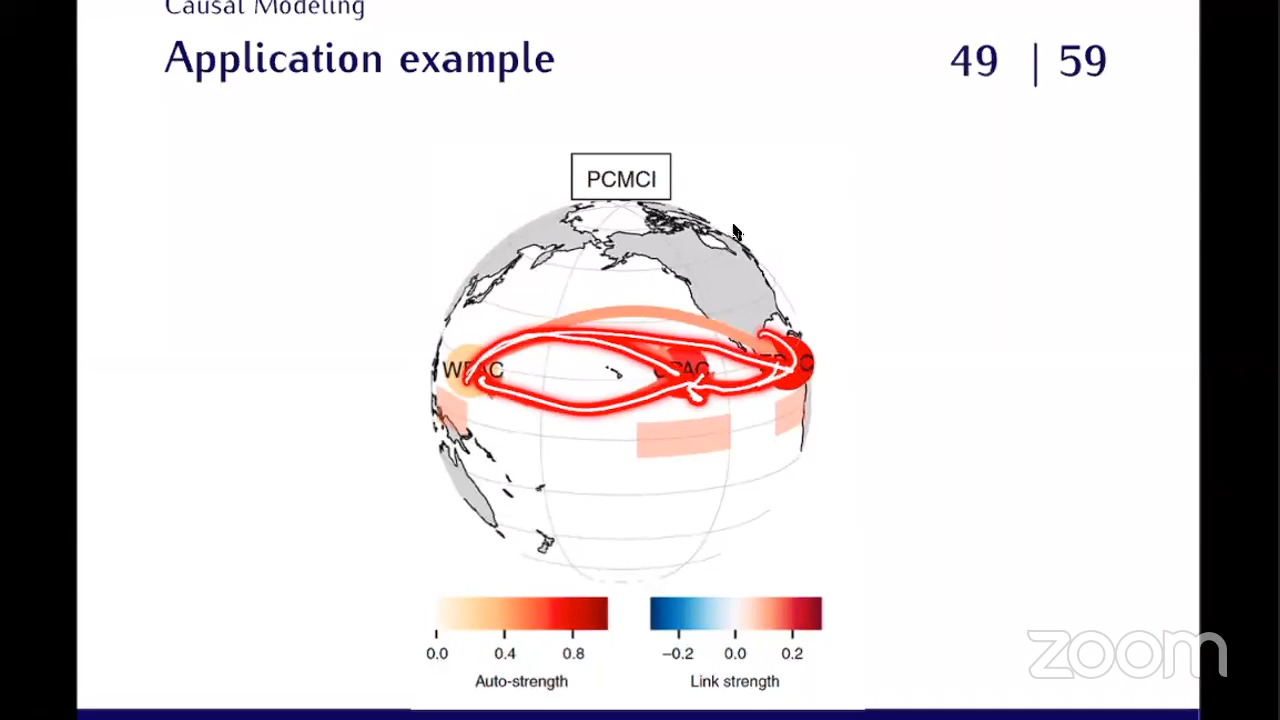 Causal Modeling
Application example
49 | 59
PCMCI
0.0 0.4 0.8
Auto-strength
−0.2 0.0 0.2
Link strength
zoom